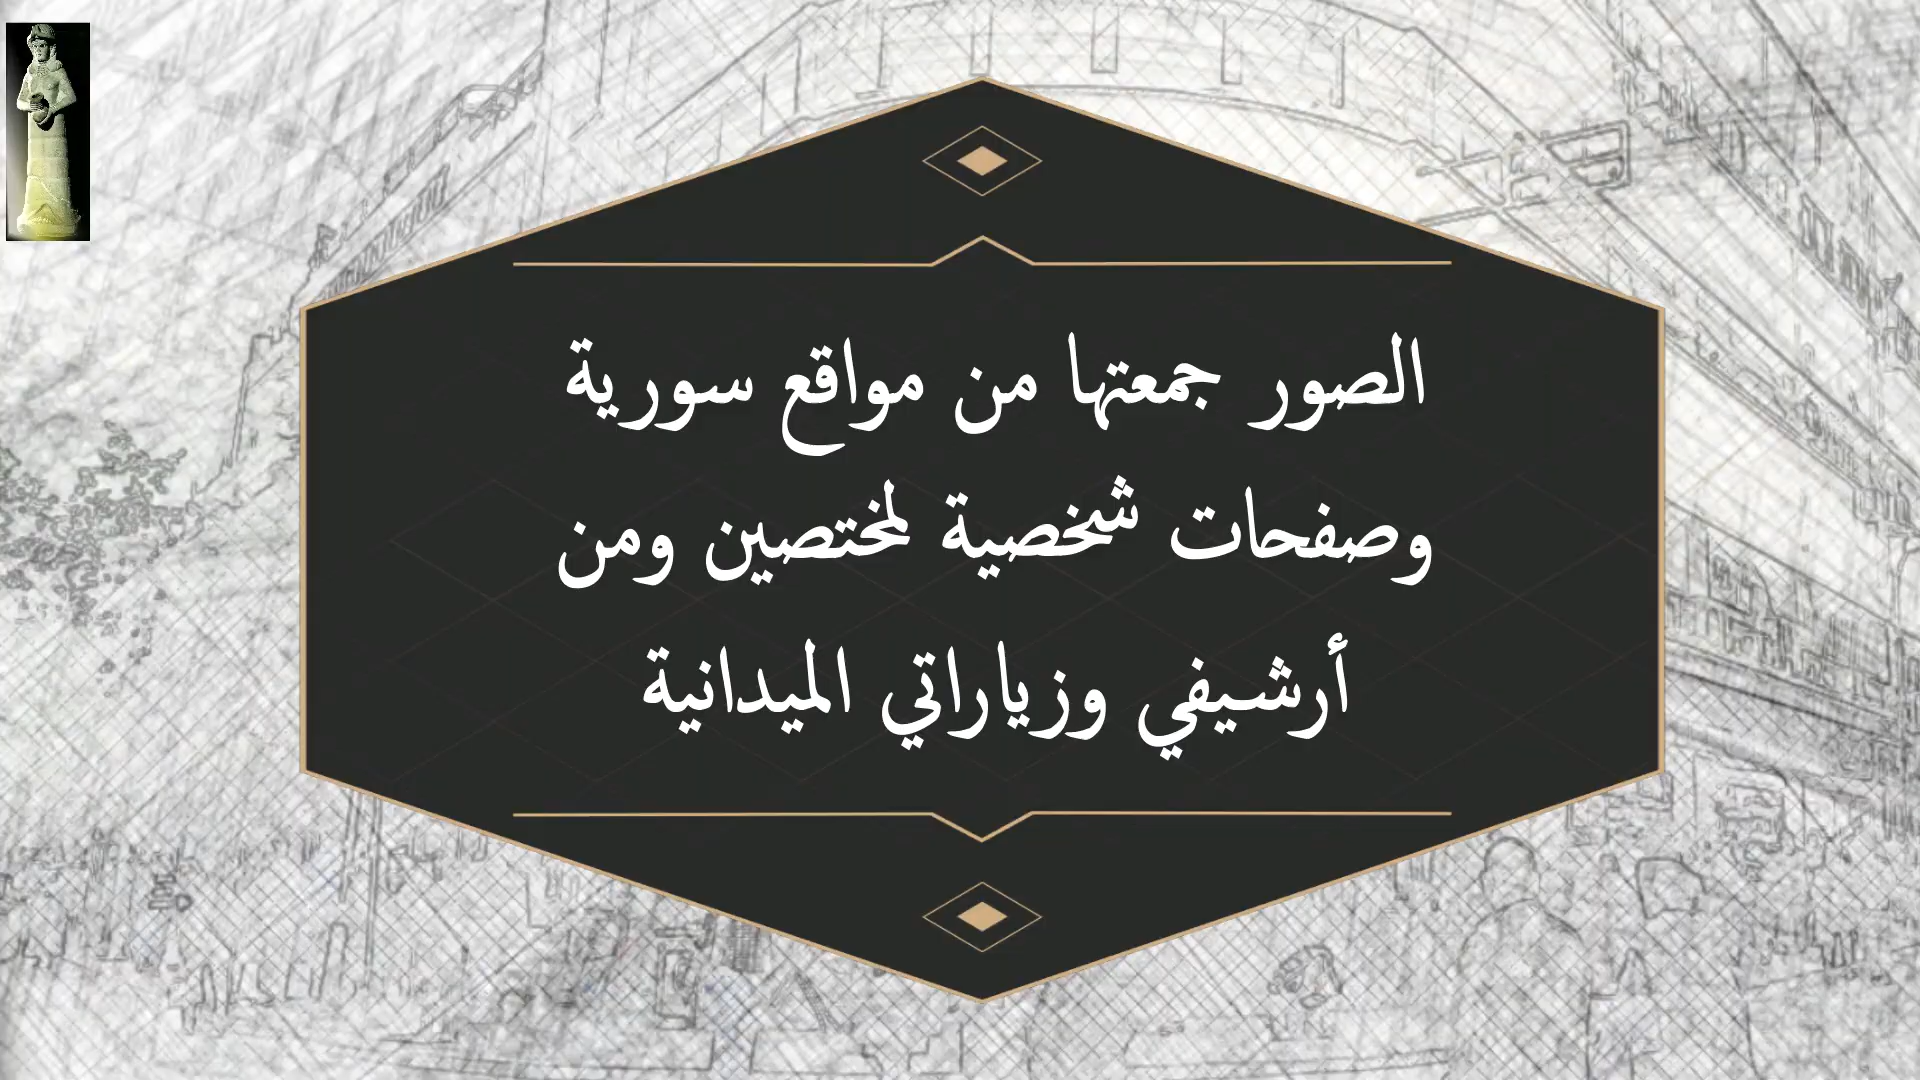 الصور جمعتها من مواقع سورية
وصفحات شخصية لمختصين ومن
أرشيفي وزياراتي الميدانية